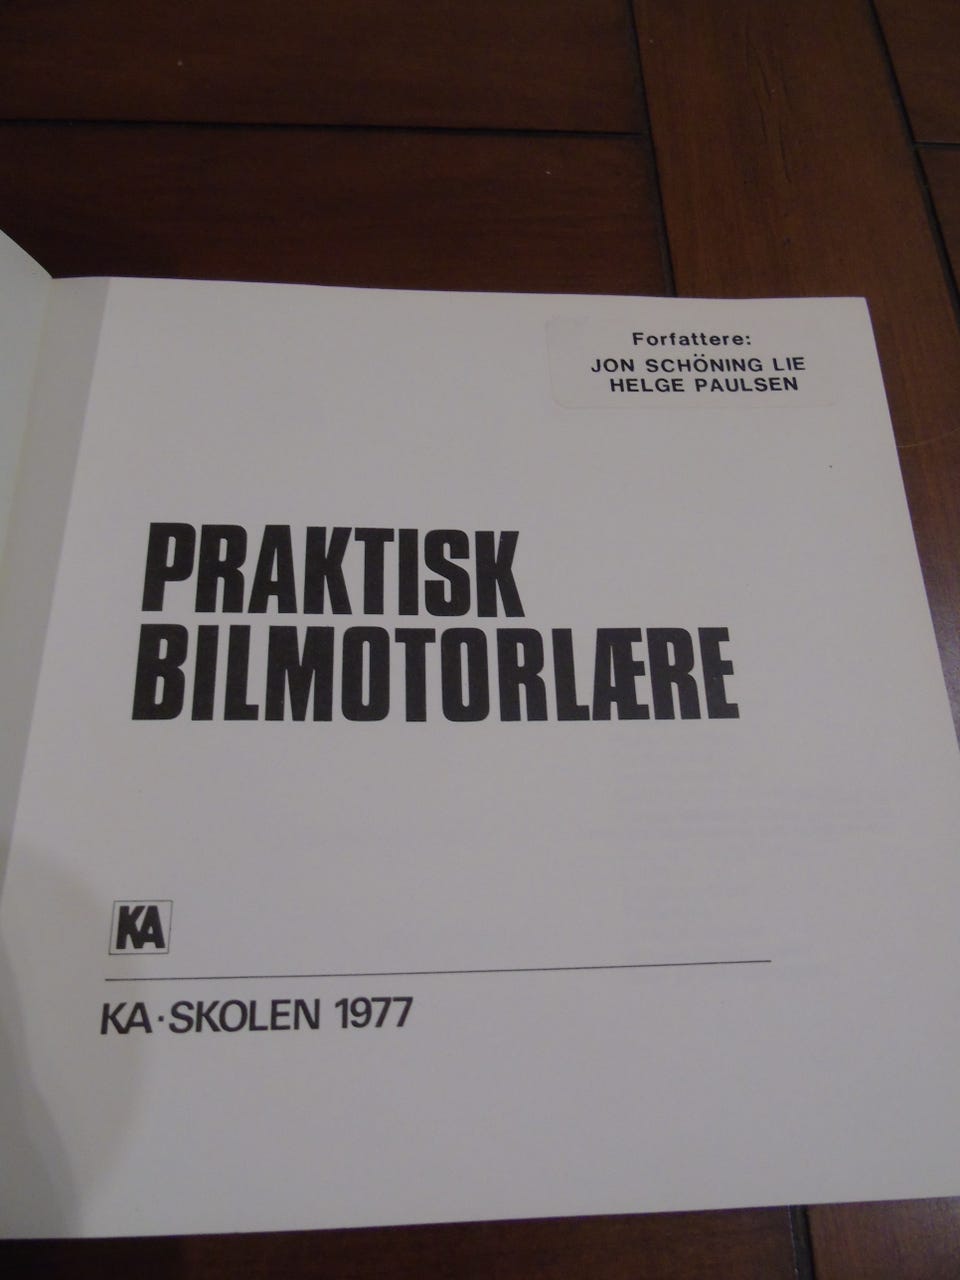 Forfattere:
JON SCHÖNING LIE
HELGE PAULSEN
PRAKTISK
BILMOTORLÆRE
KA
KA·SKOLEN 1977